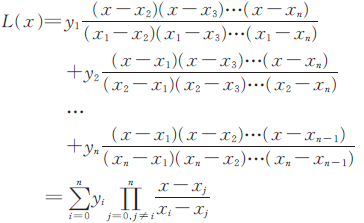 L(x)=y₁ (x−x₂)(x−x₃)⋯(x−xₙ) / (x₁−x₂)(x₁−x₃)⋯(x₁−xₙ)
+y₂ (x−x₁)(x−x₃)⋯(x−xₙ) / (x₂−x₁)(x₂−x₃)⋯(x₂−xₙ)
⋯
+yₙ (x−x₁)(x−x₂)⋯(x−xₙ₋₁) / (xₙ−x₁)(xₙ−x₂)⋯(xₙ−xₙ₋₁)
=∑_{i=0}^{n} yᵢ ∏_{j=0, j≠i}^{n} (x−xⱼ) / (xᵢ−xⱼ)